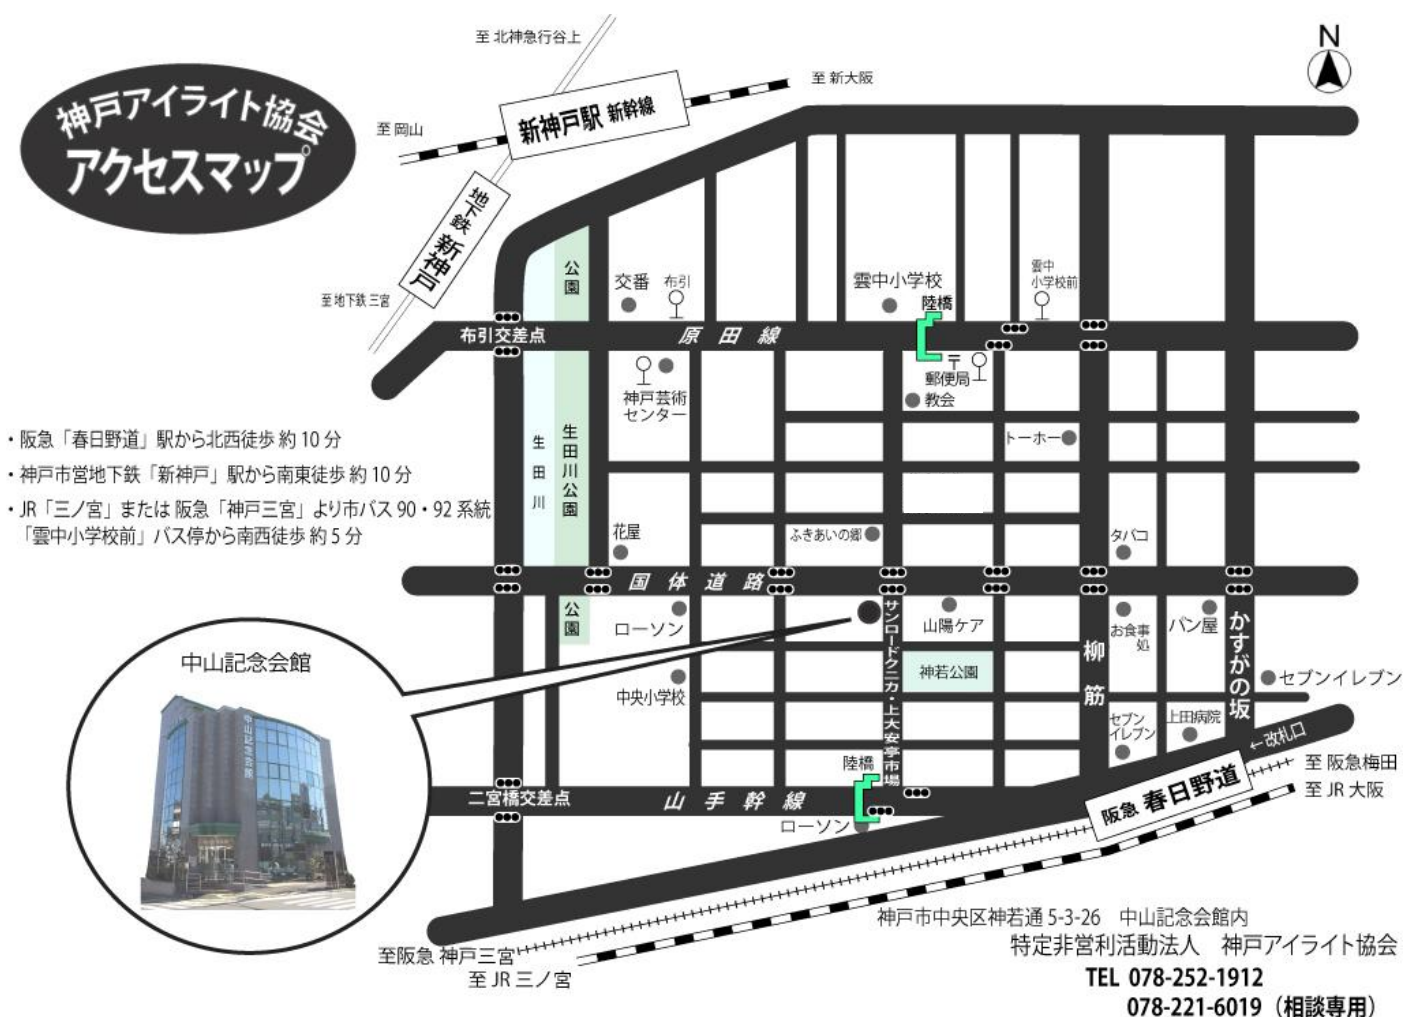 神戸アイライト協会
アクセスマップ
至 北神急行谷上
至 新大阪
至 岡山
新神戸駅 新幹線
地下鉄 新神戸
至 地下鉄 三宮
N
公園
交番
布引
雲中小学校
陸橋
雲中
小学校前
布引交差点
原田線
神戸芸術
センター
〒
郵便局
教会
トーホー
・阪急「春日野道」駅から北西徒歩 約 10 分
・神戸市営地下鉄「新神戸」駅から南東徒歩 約 10 分
・JR「三ノ宮」または 阪急「神戸三宮」より市バス 90・92 系統
「雲中小学校前」バス停から南西徒歩 約 5 分
生田川
生田川公園
花屋
ふきあいの郷
タバコ
国体道路
公園
ローソン
サンロードクニカ・上大安亭市場
山陽ケア
柳筋
お食事
処
パン屋
かすがの坂
中山記念会館
中山記念会館
中央小学校
神若公園
セブンイレブン
セブン
イレブン
上田病院
←改札口
陸橋
二宮橋交差点
山手幹線
ローソン
阪急 春日野道
至 阪急梅田
至 JR 大阪
至阪急 神戸三宮
至 JR 三ノ宮
神戸市中央区神若通 5-3-26 中山記念会館内
特定非営利活動法人 神戸アイライト協会
TEL 078-252-1912
078-221-6019（相談専用）